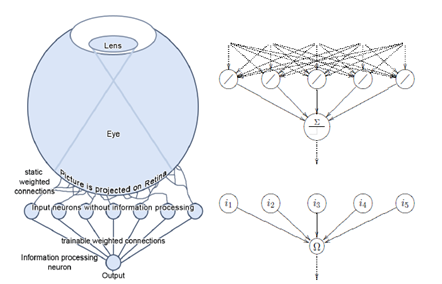 Lens
Eye
Picture is projected on Retina
static
weighted
connections
Input neurons without information processing
trainable weighted connections
Information processing
neuron
Output
Σ
i₁ i₂ i₃ i₄ i₅
Ω